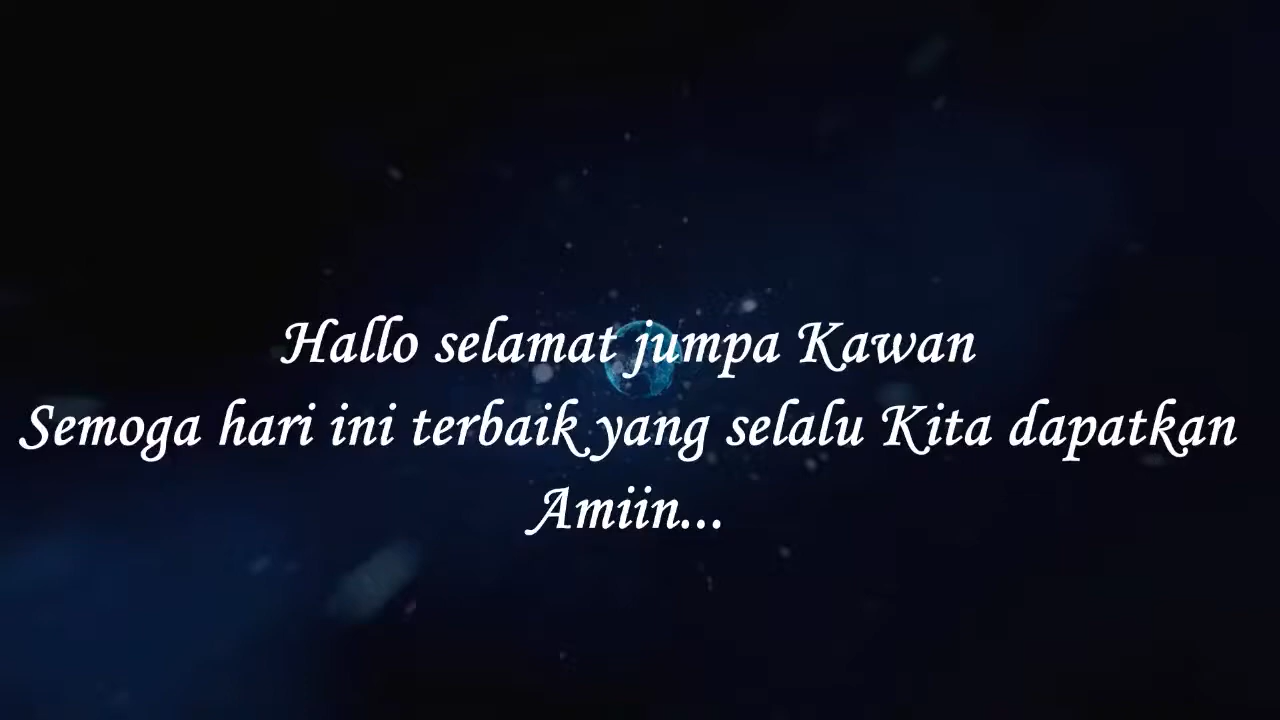 Hallo selamat jumpa Kawan
Semoga hari ini terbaik yang selalu Kita dapatkan
Amiin...